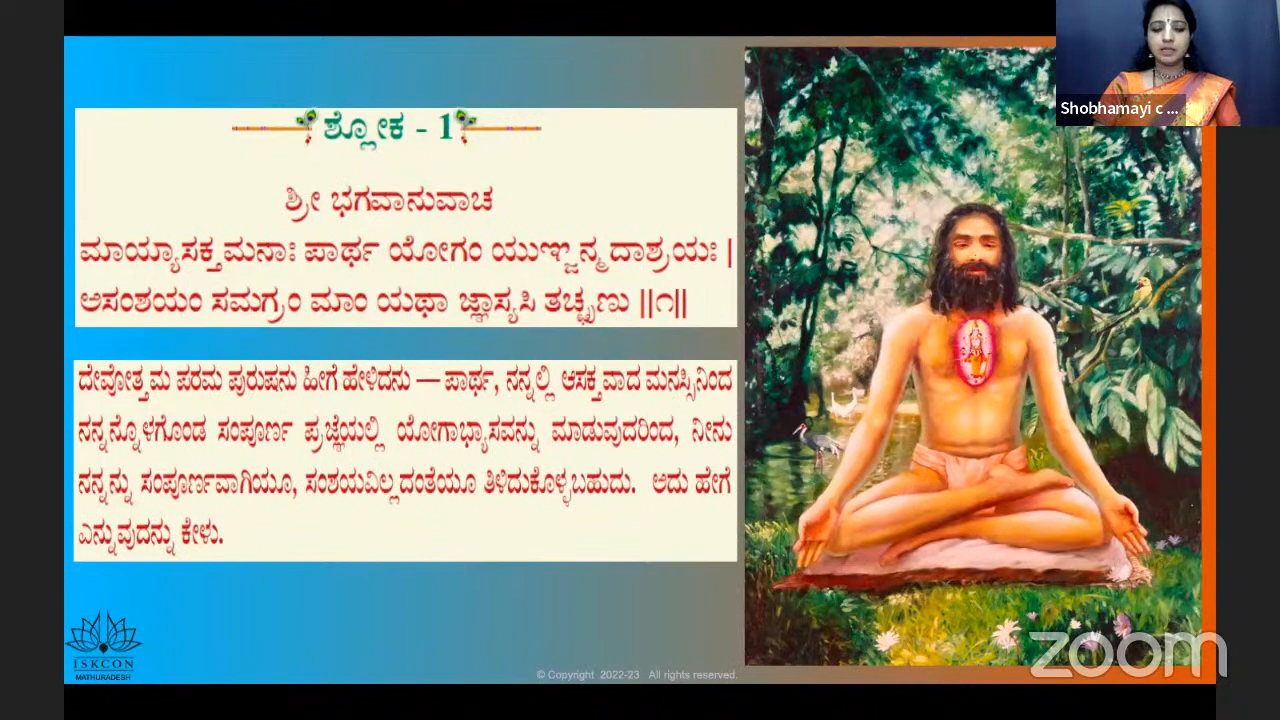 ಶ್ಲೋಕ - 1
ಶ್ರೀ ಭಗವಾನುವಾಚ
ಮಾಯ್ಯಾಸಕ್ತಮನಾಃ ಪಾರ್ಥ ಯೋಗಂ ಯುಞ್ಜನ್ಮದಾಶ್ರಯಃ |
ಅಸಂಶಯಂ ಸಮಗ್ರಂ ಮಾಂ ಯಥಾ ಜ್ಞಾಸ್ಯಸಿ ತಚ್ಛೃಣು ||೧||
ದೇವೋತ್ತಮ ಪರಮ ಪುರುಷನು ಹೀಗೆ ಹೇಳಿದನು — ಪಾರ್ಥ, ನನ್ನಲ್ಲಿ ಆಸಕ್ತವಾದ ಮನಸ್ಸಿನಿಂದ
ನನ್ನನ್ನೊಳಗೊಂಡ ಸಂಪೂರ್ಣ ಪ್ರಜ್ಞೆಯಲ್ಲಿ ಯೋಗಾಭ್ಯಾಸವನ್ನು ಮಾಡುವುದರಿಂದ, ನೀನು
ನನ್ನನ್ನು ಸಂಪೂರ್ಣವಾಗಿಯೂ, ಸಂಶಯವಿಲ್ಲದಂತೆಯೂ ತಿಳಿದುಕೊಳ್ಳಬಹುದು. ಅದು ಹೇಗೆ
ಎನ್ನುವುದನ್ನು ಕೇಳು.
Shobhamayi c ...
ISKCON
MATHURADESH
© Copyright 2022-23 All rights reserved.
zoom